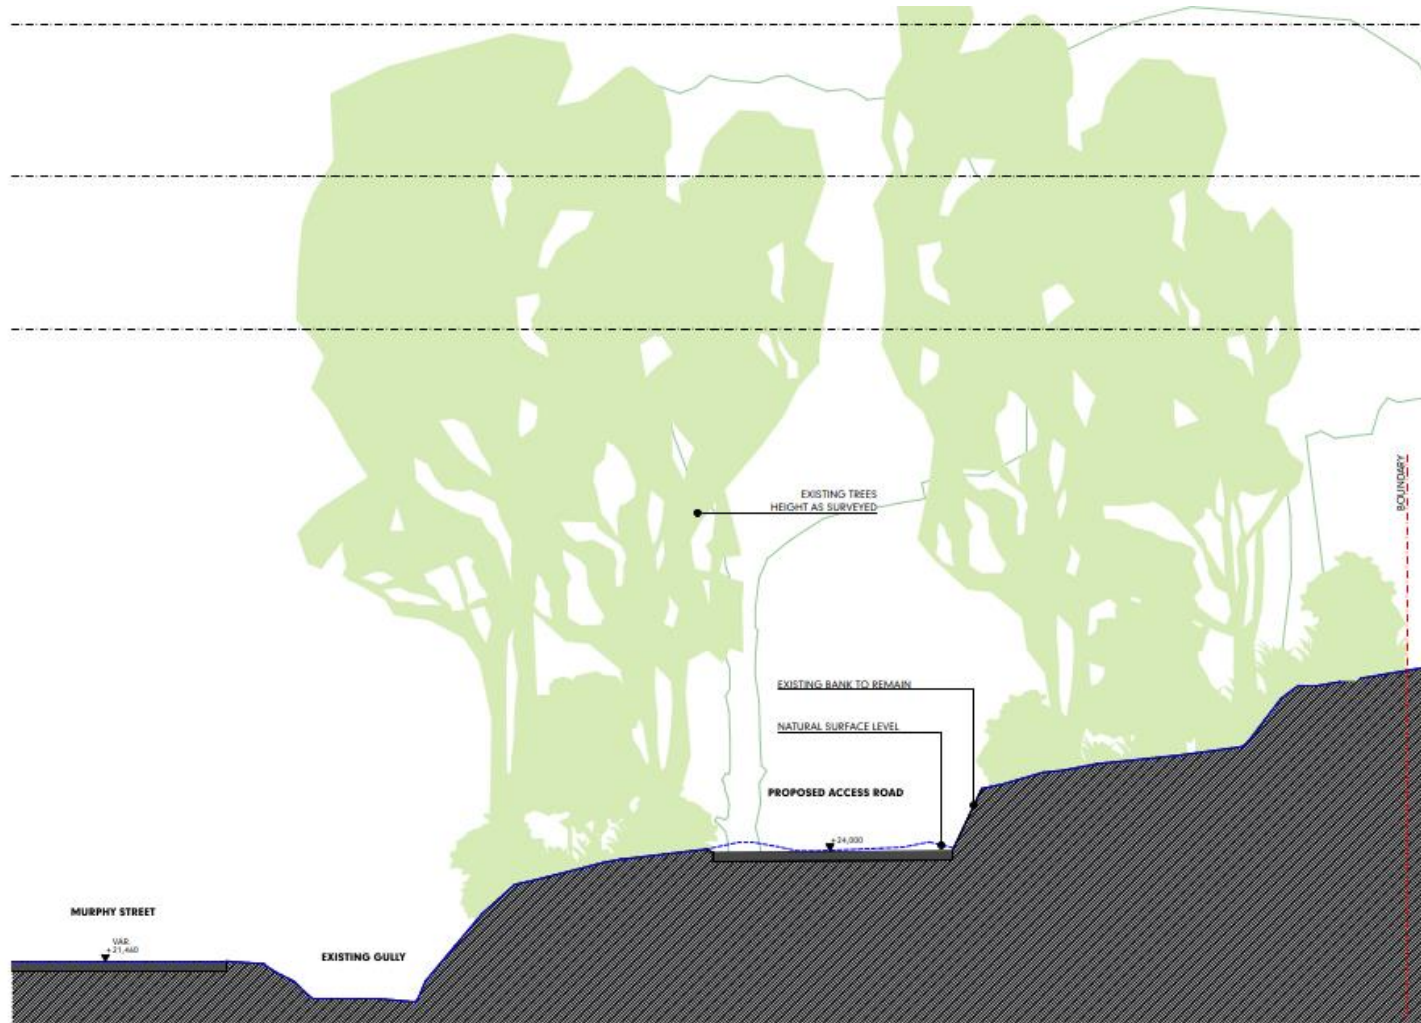 EXISTING TREES
HEIGHT AS SURVEYED
BOUNDARY
EXISTING BANK TO REMAIN
NATURAL SURFACE LEVEL
PROPOSED ACCESS ROAD
+24,000
MURPHY STREET
VAR.
+21,460
EXISTING GULLY